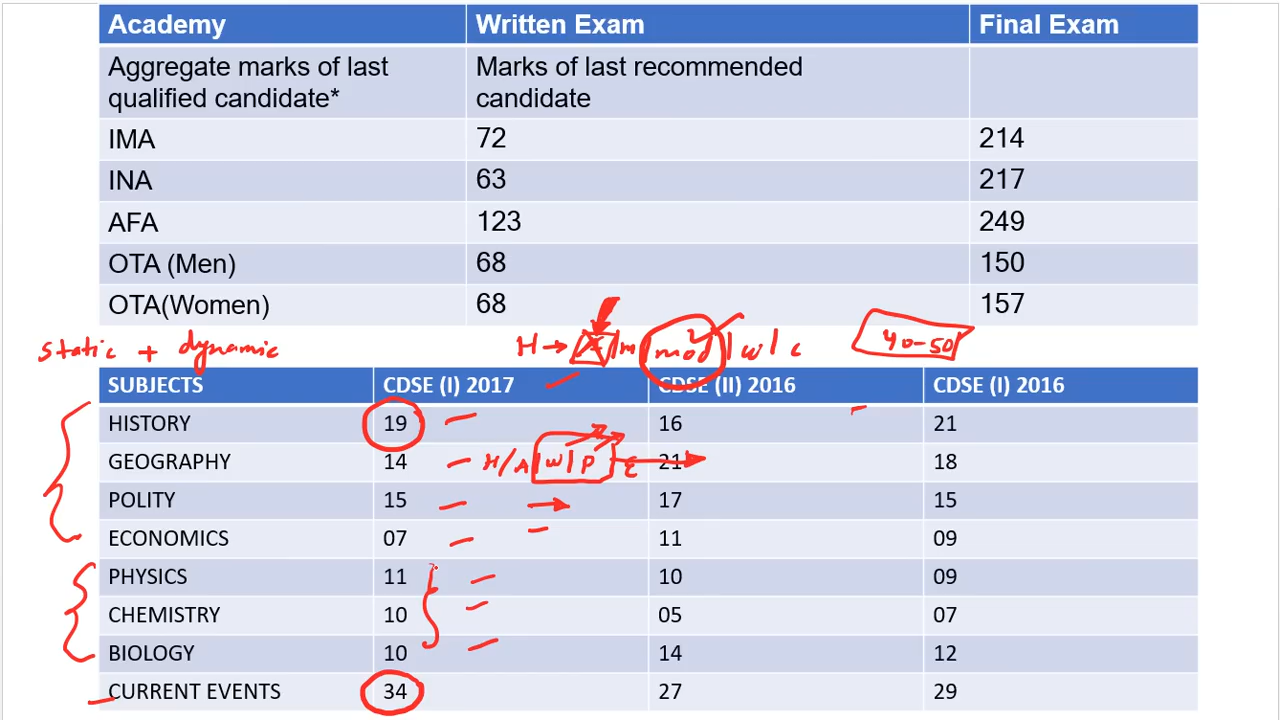 Academy Written Exam Final Exam
Aggregate marks of last qualified candidate* Marks of last recommended candidate
IMA 72 214
INA 63 217
AFA 123 249
OTA (Men) 68 150
OTA(Women) 68 157
static + dynamic H → /m/mod/w/c 40-50
SUBJECTS CDSE (I) 2017 CDSE (II) 2016 CDSE (I) 2016
HISTORY 19 16 21
GEOGRAPHY 14 H/A/w/P E 21 18
POLITY 15 17 15
ECONOMICS 07 11 09
PHYSICS 11 10 09
CHEMISTRY 10 05 07
BIOLOGY 10 14 12
CURRENT EVENTS 34 27 29